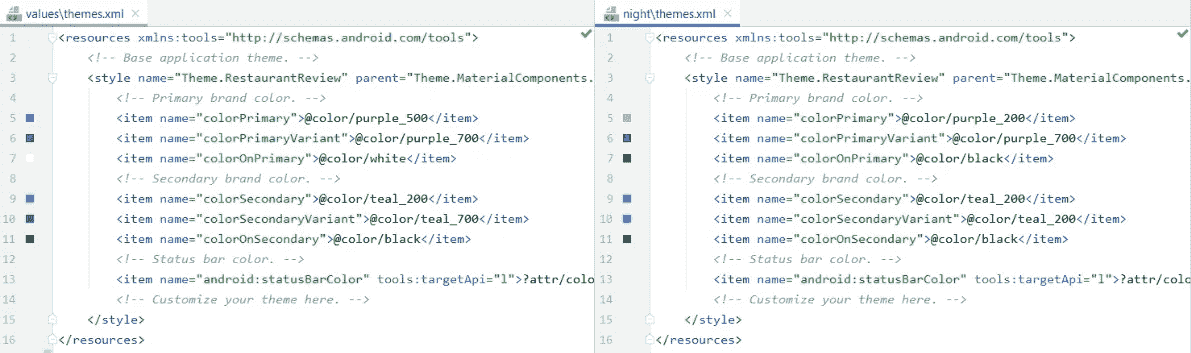 values\themes.xml
1 <resources xmlns:tools="http://schemas.android.com/tools">
2 <!-- Base application theme. -->
3 <style name="Theme.RestaurantReview" parent="Theme.MaterialComponents.
4 <!-- Primary brand color. -->
5 <item name="colorPrimary">@color/purple_500</item>
6 <item name="colorPrimaryVariant">@color/purple_700</item>
7 <item name="colorOnPrimary">@color/white</item>
8 <!-- Secondary brand color. -->
9 <item name="colorSecondary">@color/teal_200</item>
10 <item name="colorSecondaryVariant">@color/teal_700</item>
11 <item name="colorOnSecondary">@color/black</item>
12 <!-- Status bar color. -->
13 <item name="android:statusBarColor" tools:targetApi="l">?attr/colo
14 <!-- Customize your theme here. -->
15 </style>
16 </resources>
night\themes.xml
1 <resources xmlns:tools="http://schemas.android.com/tools">
2 <!-- Base application theme. -->
3 <style name="Theme.RestaurantReview" parent="Theme.MaterialComponents.
4 <!-- Primary brand color. -->
5 <item name="colorPrimary">@color/purple_200</item>
6 <item name="colorPrimaryVariant">@color/purple_700</item>
7 <item name="colorOnPrimary">@color/black</item>
8 <!-- Secondary brand color. -->
9 <item name="colorSecondary">@color/teal_200</item>
10 <item name="colorSecondaryVariant">@color/teal_200</item>
11 <item name="colorOnSecondary">@color/black</item>
12 <!-- Status bar color. -->
13 <item name="android:statusBarColor" tools:targetApi="l">?attr/colo
14 <!-- Customize your theme here. -->
15 </style>
16 </resources>